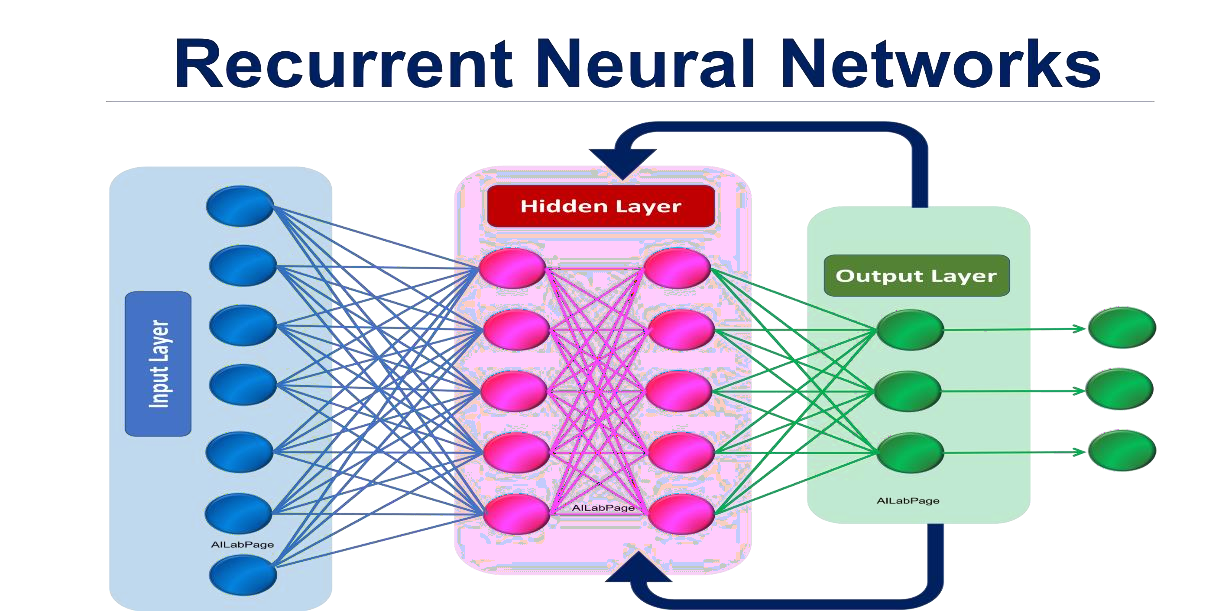 Recurrent Neural Networks
Hidden Layer
Output Layer
Input Layer
AILabPage
AILabPage
AILabPage